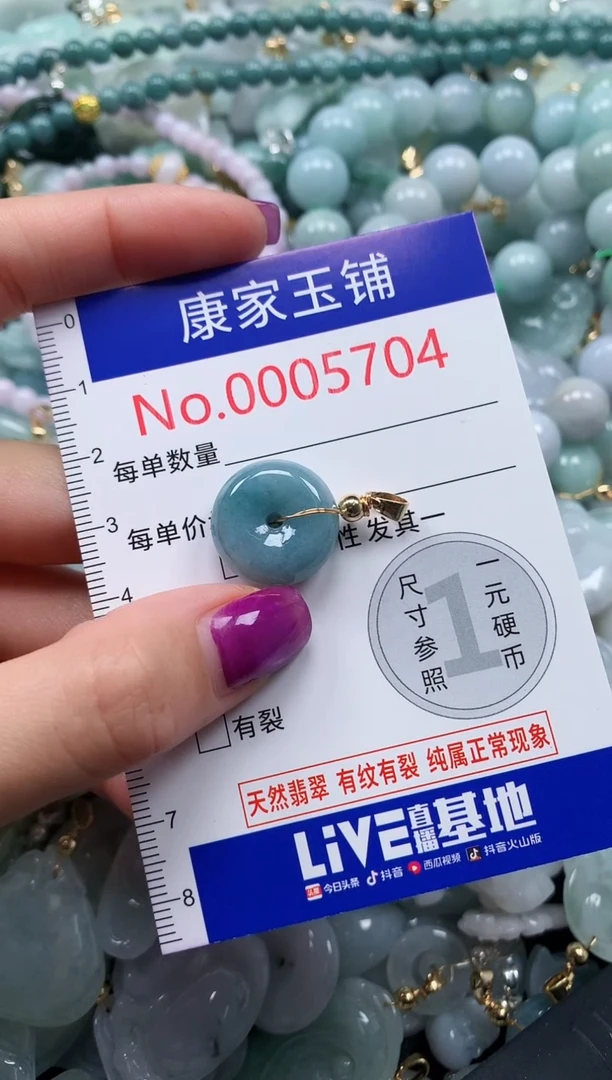 康家玉铺
No.0005704
0
1
2
3
4
7
8
每单数量
每单价
性 发其一
尺寸参照
1
一元硬币
有裂
天然翡翠 有纹有裂 纯属正常现象
LiVE直播基地
今日头条 抖音 西瓜视频 抖音火山版